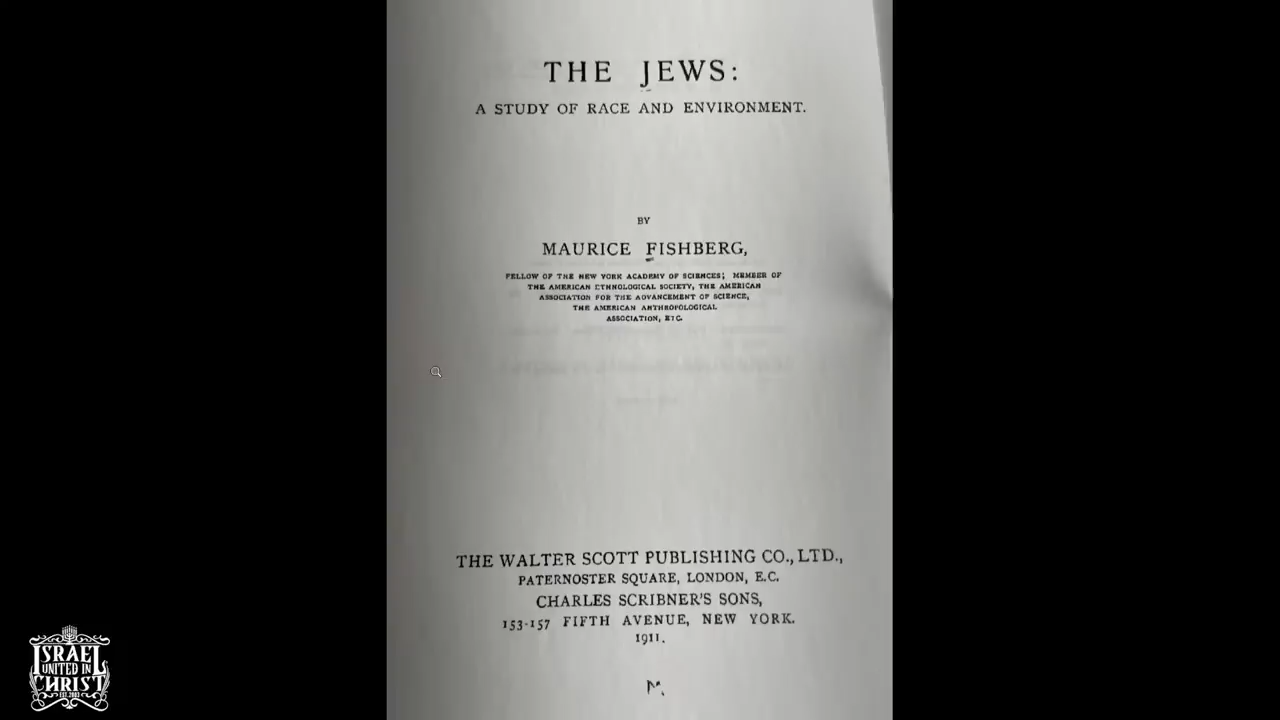 THE JEWS:
A STUDY OF RACE AND ENVIRONMENT.
BY
MAURICE FISHBERG,
FELLOW OF THE NEW YORK ACADEMY OF SCIENCES; MEMBER OF
THE AMERICAN ETHNOLOGICAL SOCIETY, THE AMERICAN
ASSOCIATION FOR THE ADVANCEMENT OF SCIENCE,
THE AMERICAN ANTHROPOLOGICAL
ASSOCIATION, ETC.
THE WALTER SCOTT PUBLISHING CO., LTD.,
PATERNOSTER SQUARE, LONDON, E.C.
CHARLES SCRIBNER'S SONS,
153-157 FIFTH AVENUE, NEW YORK.
1911.
ISRAEL
UNITED IN
CHRIST
EST. 2003